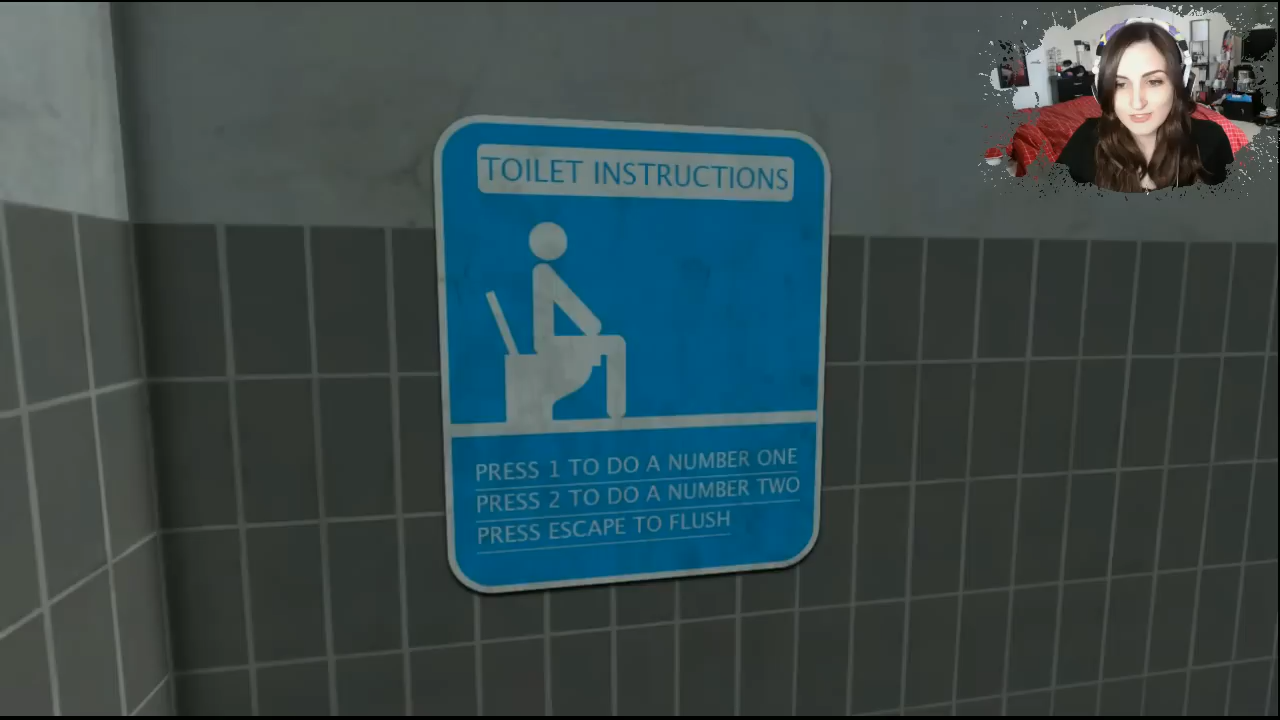 TOILET INSTRUCTIONS
PRESS 1 TO DO A NUMBER ONE
PRESS 2 TO DO A NUMBER TWO
PRESS ESCAPE TO FLUSH